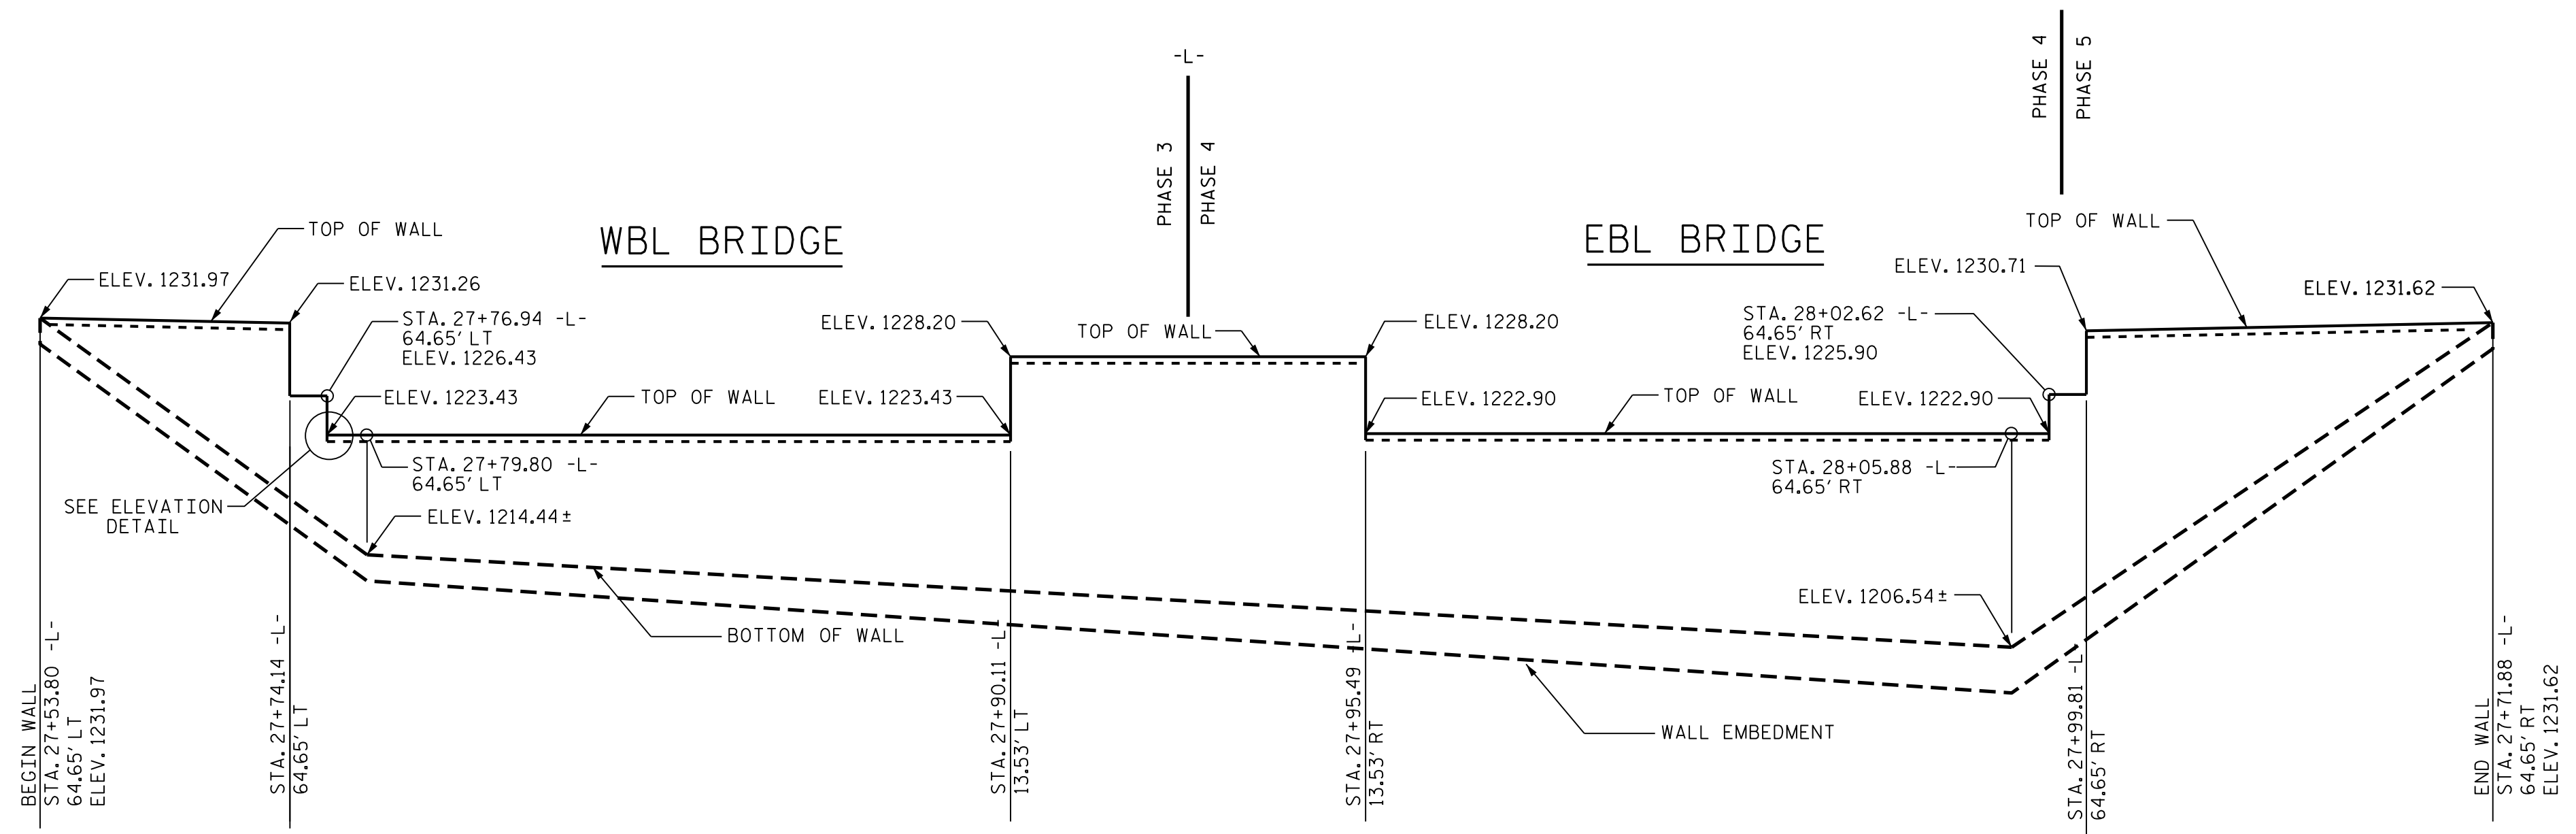 -L-
PHASE 3
PHASE 4
PHASE 4
PHASE 5
WBL BRIDGE
EBL BRIDGE
TOP OF WALL
ELEV. 1231.97
ELEV. 1231.26
STA. 27+76.94 -L-
64.65' LT
ELEV. 1226.43
ELEV. 1223.43
TOP OF WALL
ELEV. 1223.43
ELEV. 1228.20
TOP OF WALL
ELEV. 1228.20
ELEV. 1222.90
TOP OF WALL
ELEV. 1222.90
STA. 28+02.62 -L-
64.65' RT
ELEV. 1225.90
ELEV. 1230.71
TOP OF WALL
ELEV. 1231.62
STA. 27+79.80 -L-
64.65' LT
SEE ELEVATION
DETAIL
ELEV. 1214.44±
STA. 28+05.88 -L-
64.65' RT
ELEV. 1206.54±
BOTTOM OF WALL
WALL EMBEDMENT
BEGIN WALL
STA. 27+53.80 -L-
64.65' LT
ELEV. 1231.97
STA. 27+74.14 -L-
64.65' LT
STA. 27+90.11 -L-
13.53' LT
STA. 27+95.49 -L-
13.53' RT
STA. 27+99.81 -L-
64.65' RT
END WALL
STA. 27+71.88 -L-
64.65' RT
ELEV. 1231.62